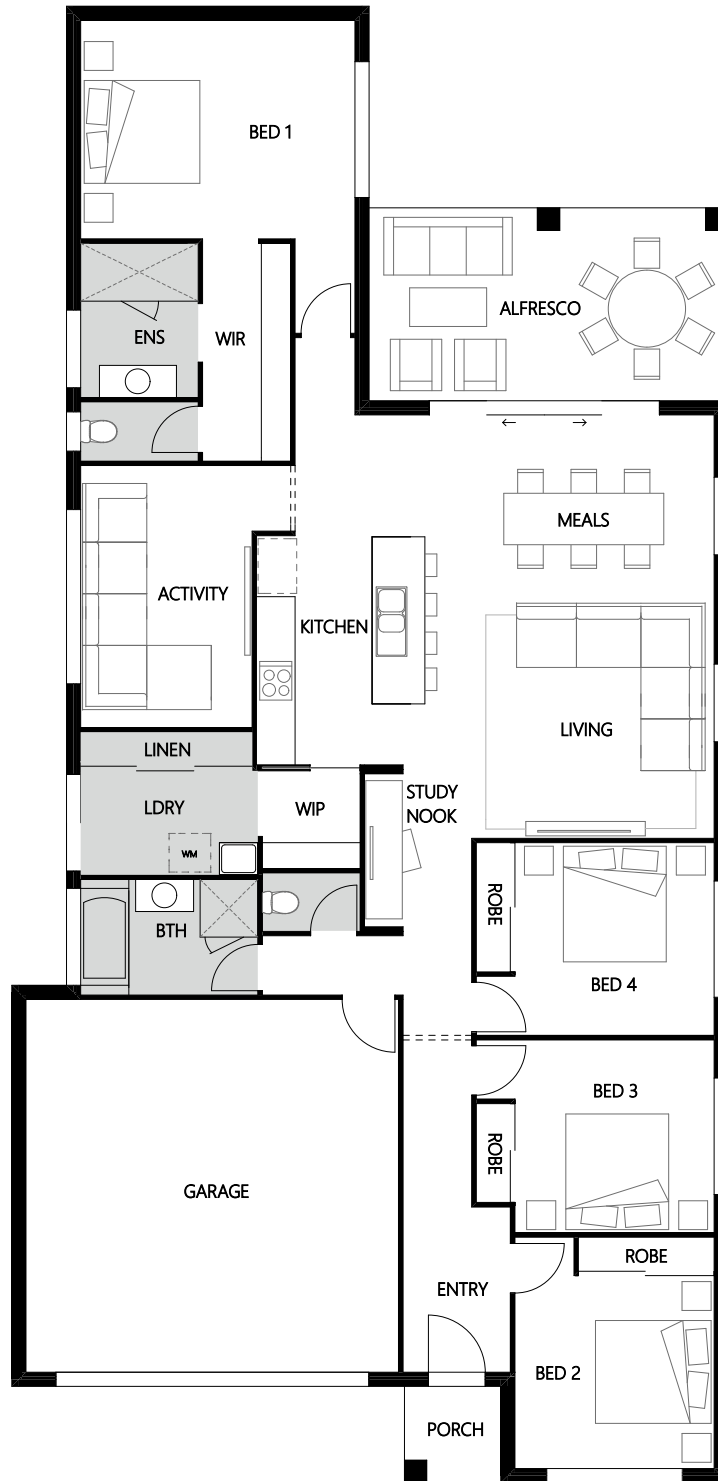 BED 1
ALFRESCO
ENS
WIR
MEALS
ACTIVITY
KITCHEN
LIVING
LINEN
LDRY
WIP
STUDY
NOOK
WM
ROBE
BTH
BED 4
BED 3
ROBE
GARAGE
ROBE
ENTRY
BED 2
PORCH